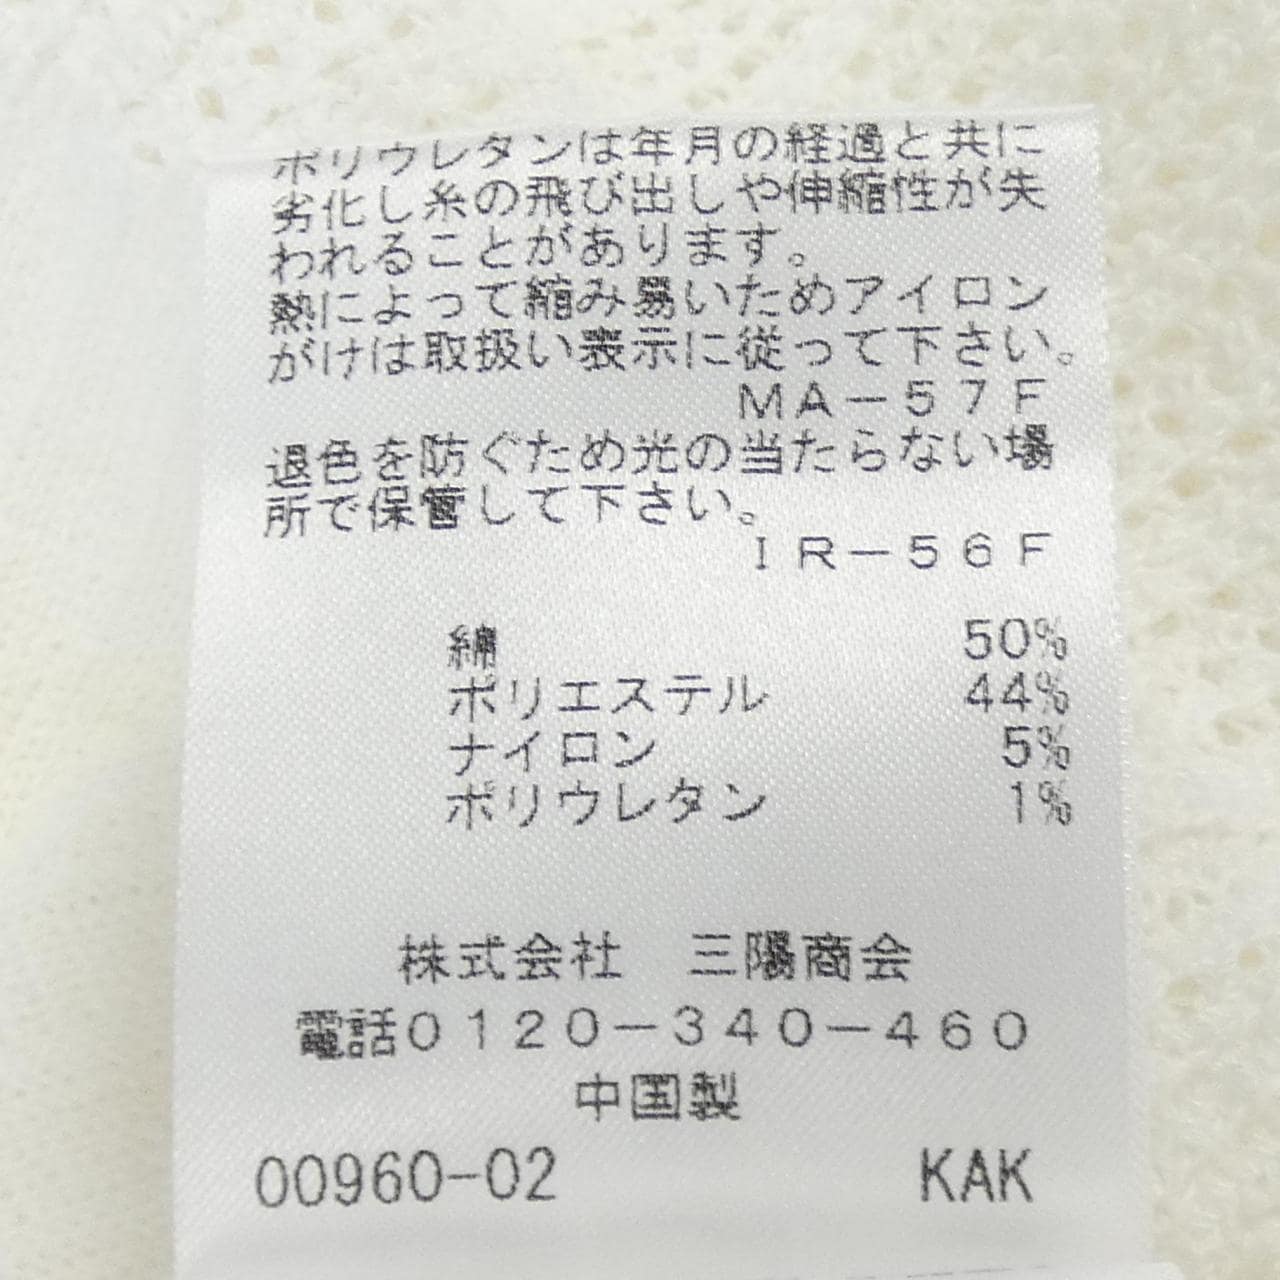 ポリウレタンは年月の経過と共に
劣化し糸の飛び出しや伸縮性が失
われることがあります。
熱によって縮み易いためアイロン
がけは取扱い表示に従って下さい。
MA－57F
退色を防ぐため光の当たらない場
所で保管して下さい。
IR－56F
綿 50%
ポリエステル 44%
ナイロン 5%
ポリウレタン 1%
株式会社　三陽商会
電話0120－340－460
中国製
00960-02 KAK